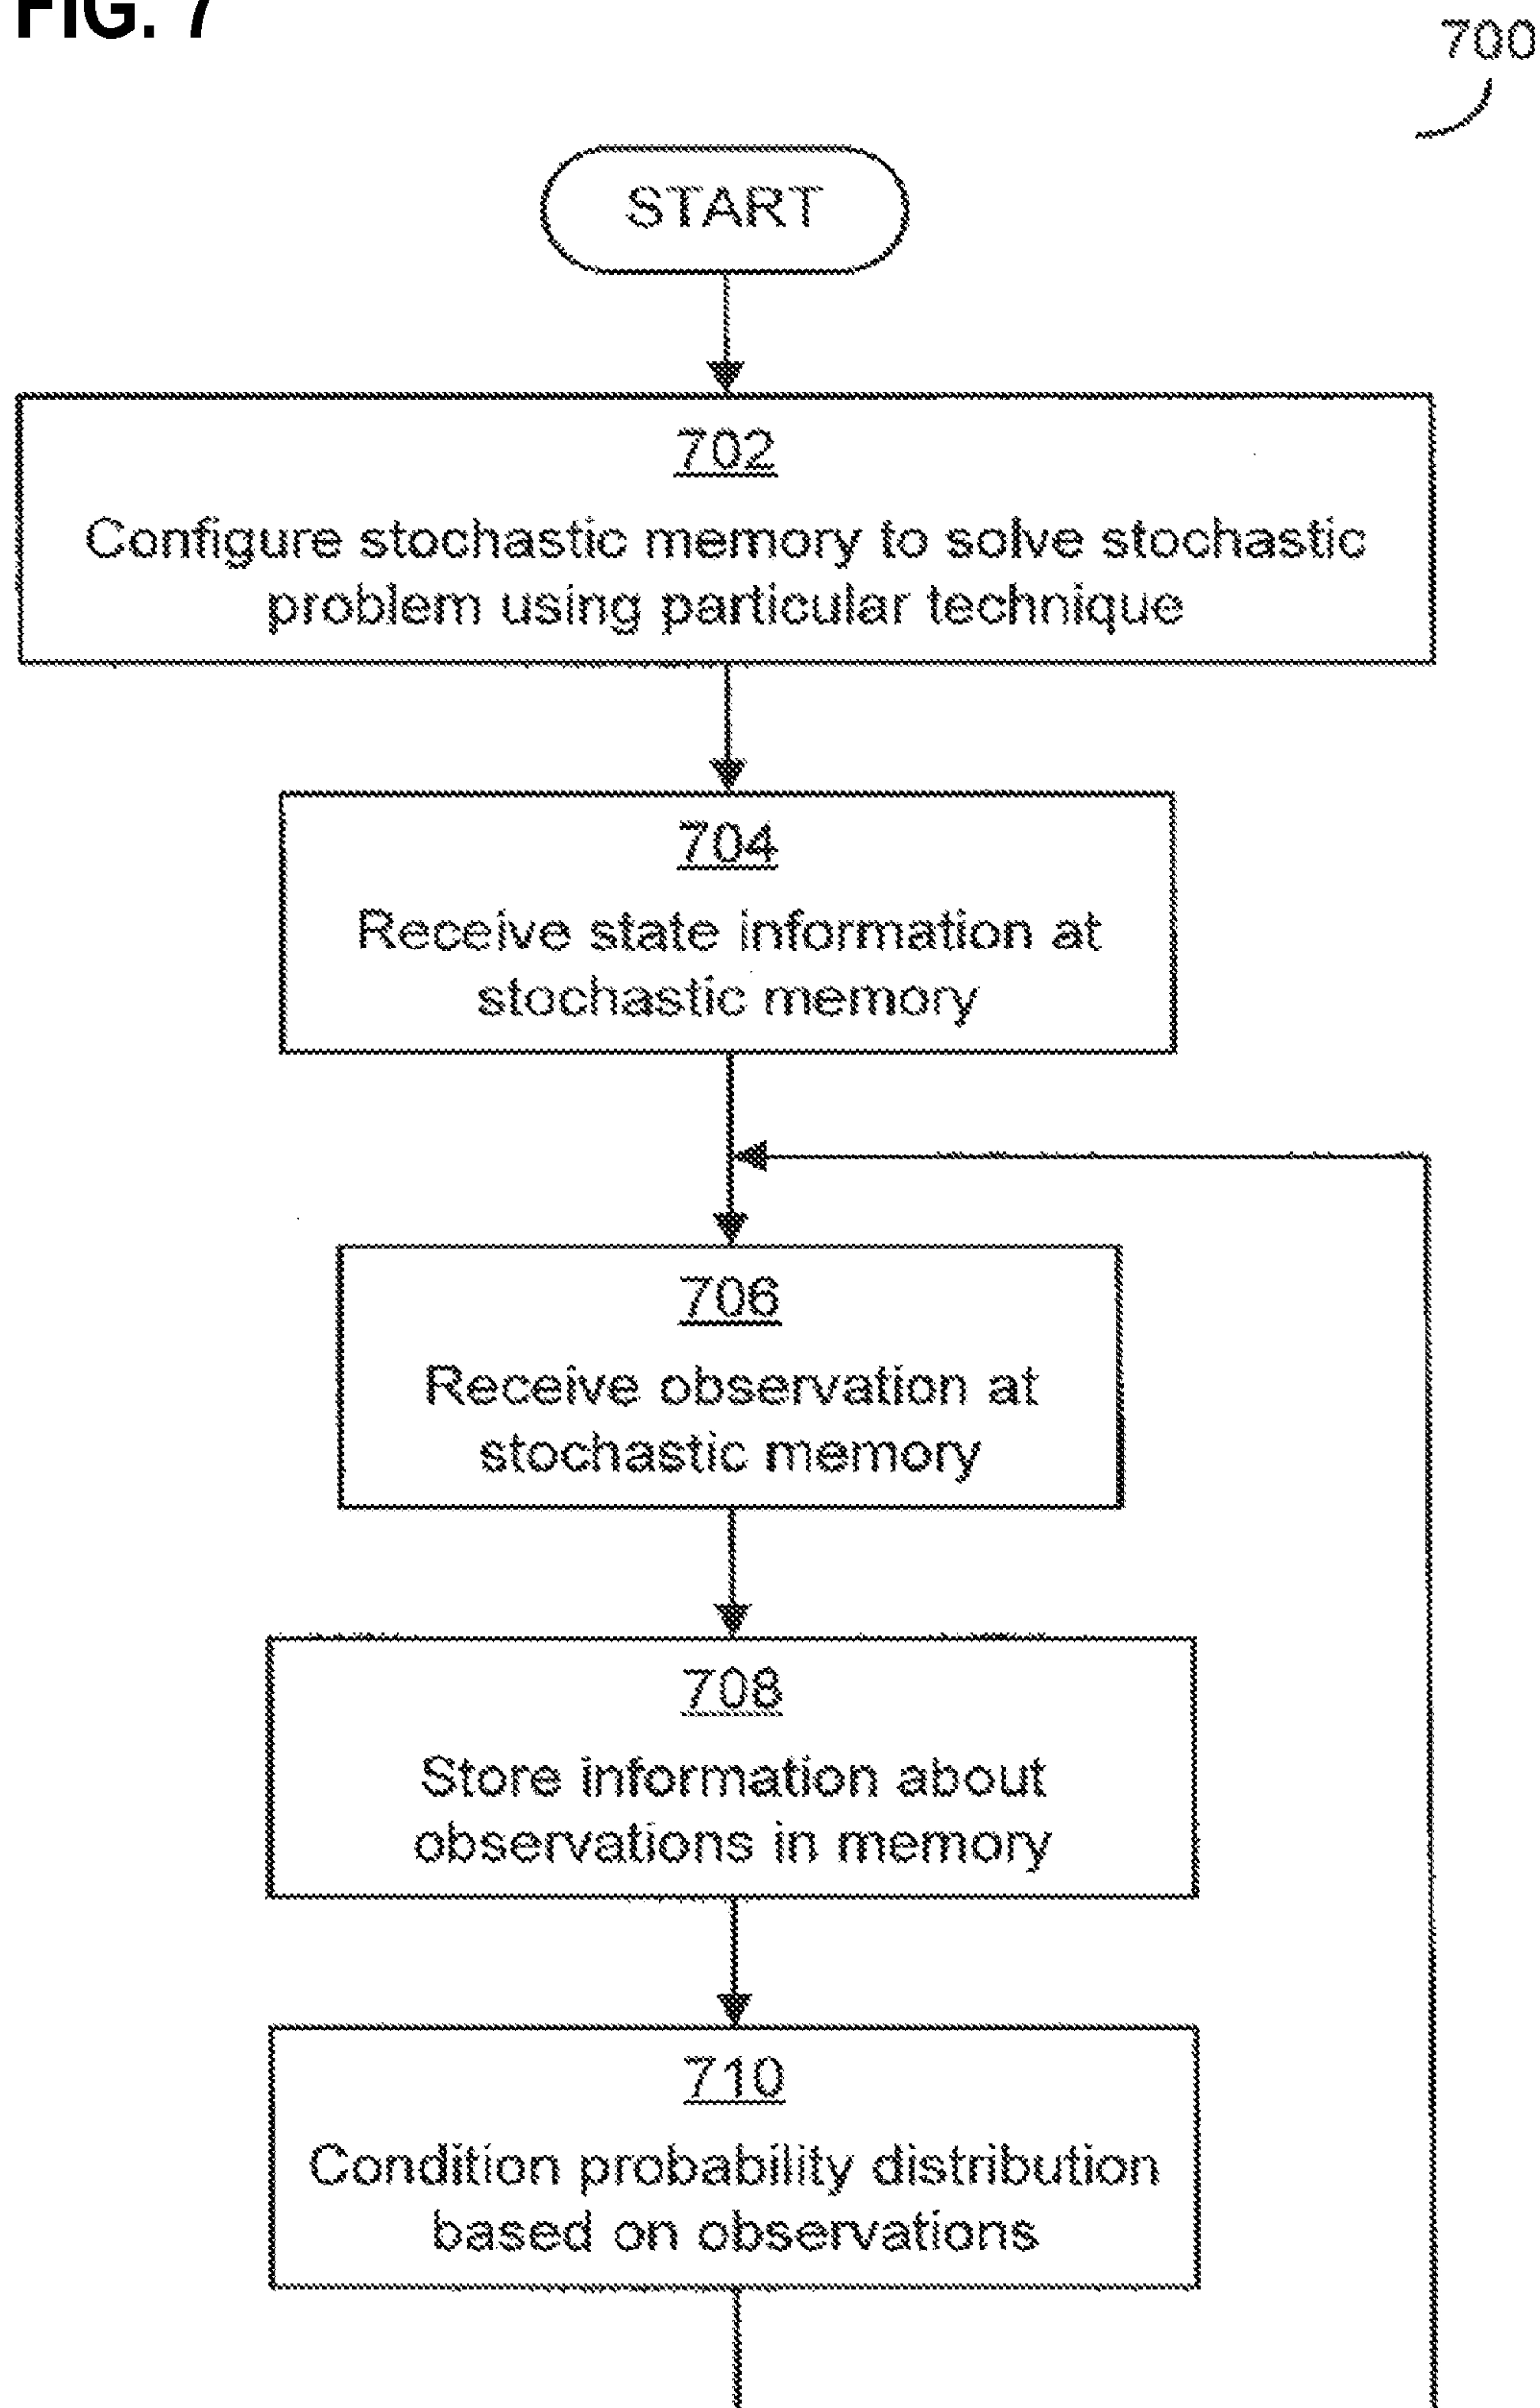 FIG. 7
700
START
702
Configure stochastic memory to solve stochastic
problem using particular technique
704
Receive state information at
stochastic memory
706
Receive observation at
stochastic memory
708
Store information about
observations in memory
710
Condition probability distribution
based on observations